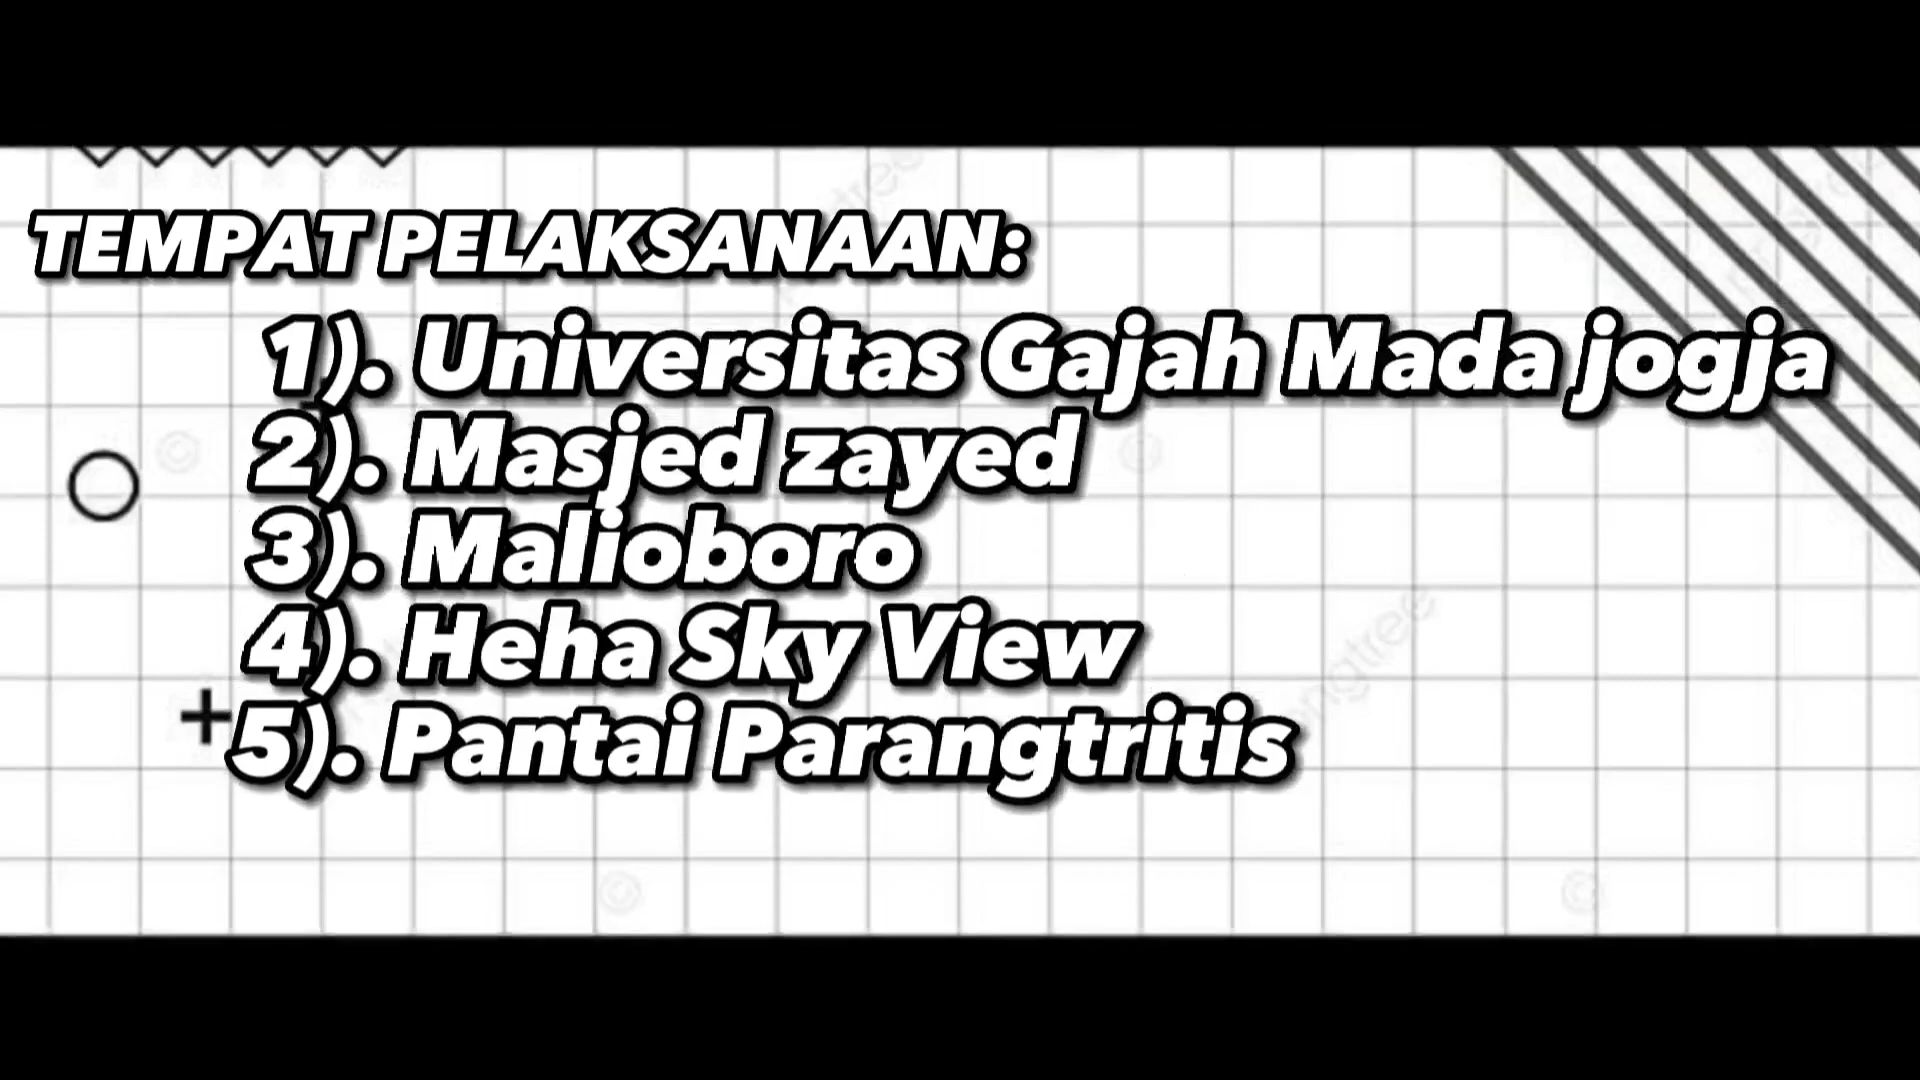 TEMPAT PELAKSANAAN:
1). Universitas Gajah Mada jogja
2). Masjed zayed
3). Malioboro
4). Heha Sky View
5). Pantai Parangtritis